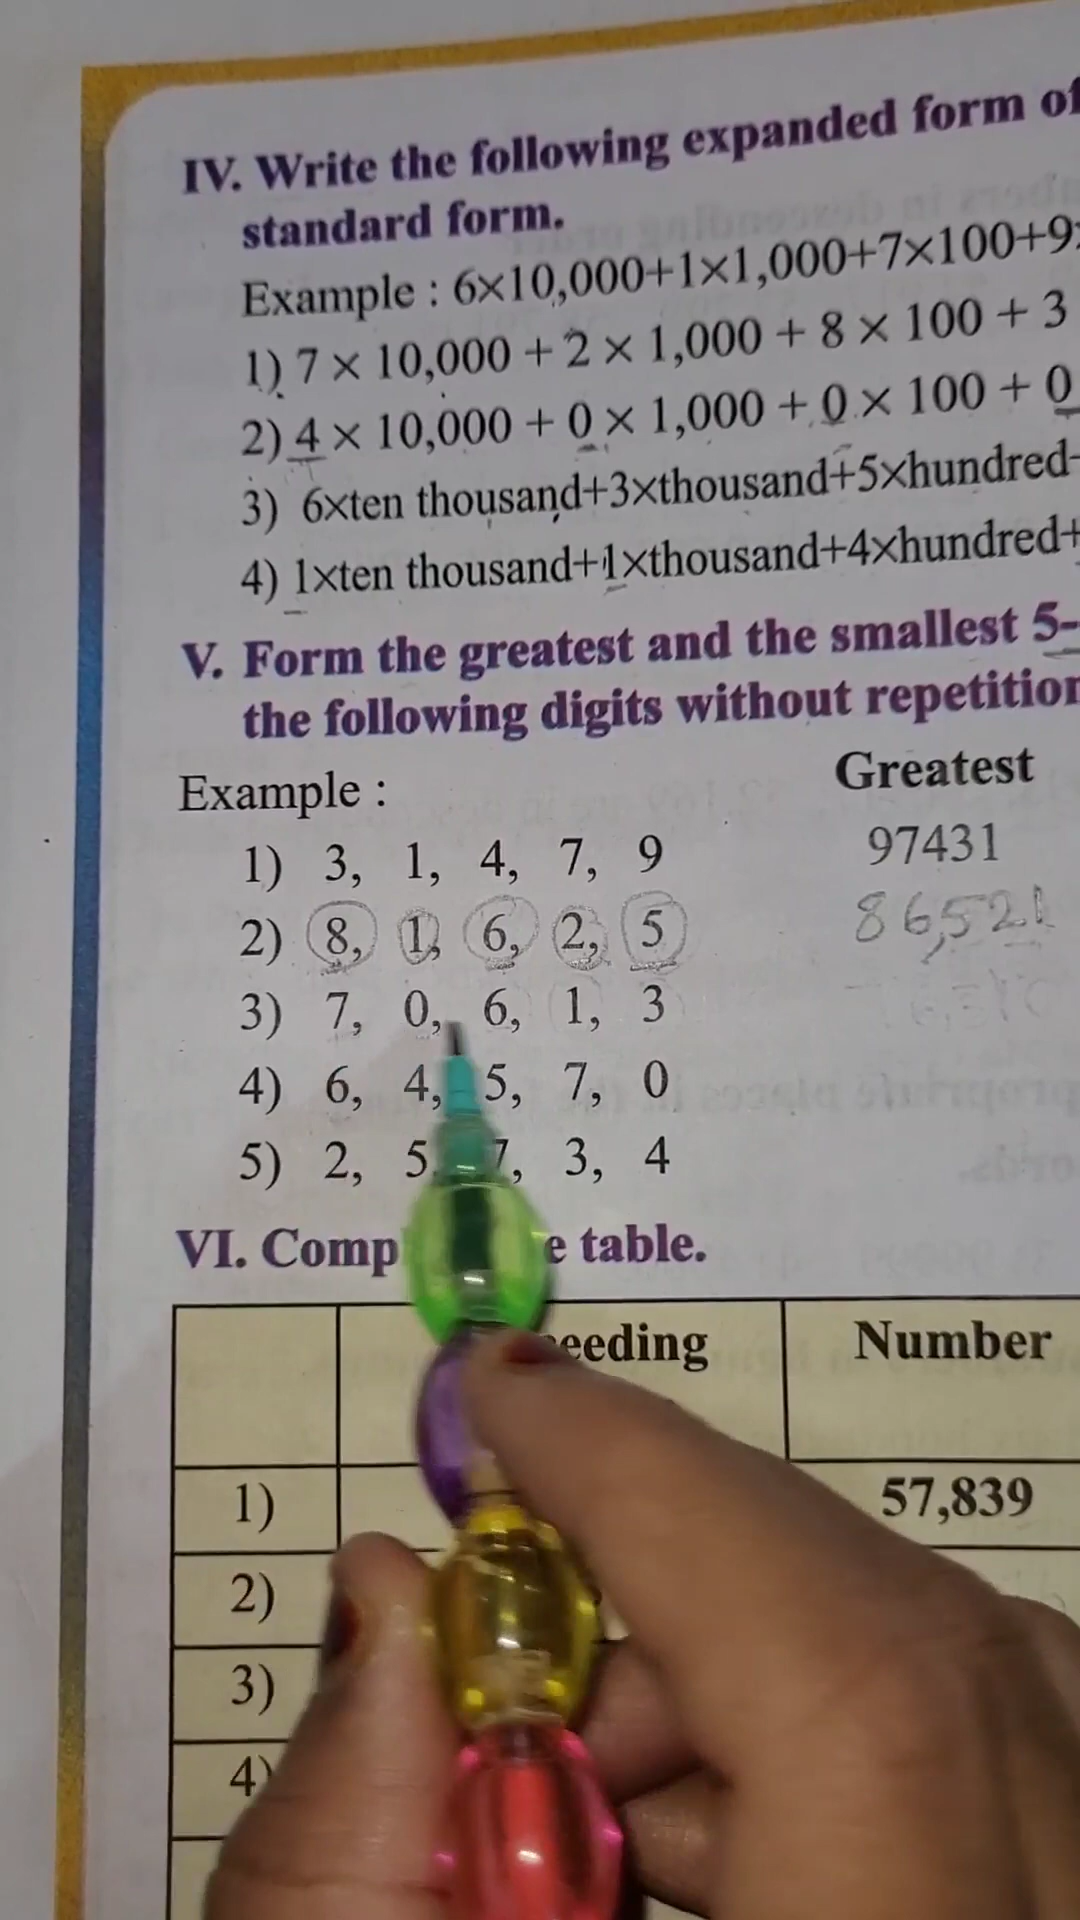 IV. Write the following expanded form of
standard form.
Example : 6×10,000+1×1,000+7×100+9
1) 7 × 10,000 + 2 × 1,000 + 8 × 100 + 3
2) 4 × 10,000 + 0 × 1,000 + 0 × 100 + 0
3) 6×ten thousand+3×thousand+5×hundred
4) 1×ten thousand+1×thousand+4×hundred+
V. Form the greatest and the smallest 5-
the following digits without repetition
Example : Greatest
1) 3, 1, 4, 7, 9 97431
2) 8, 1, 6, 2, 5 86,521
3) 7, 0, 6, 1, 3
4) 6, 4, 5, 7, 0
5) 2, 5 7, 3, 4
VI. Comp e table.
eeding Number
1) 57,839
2)
3)
4)